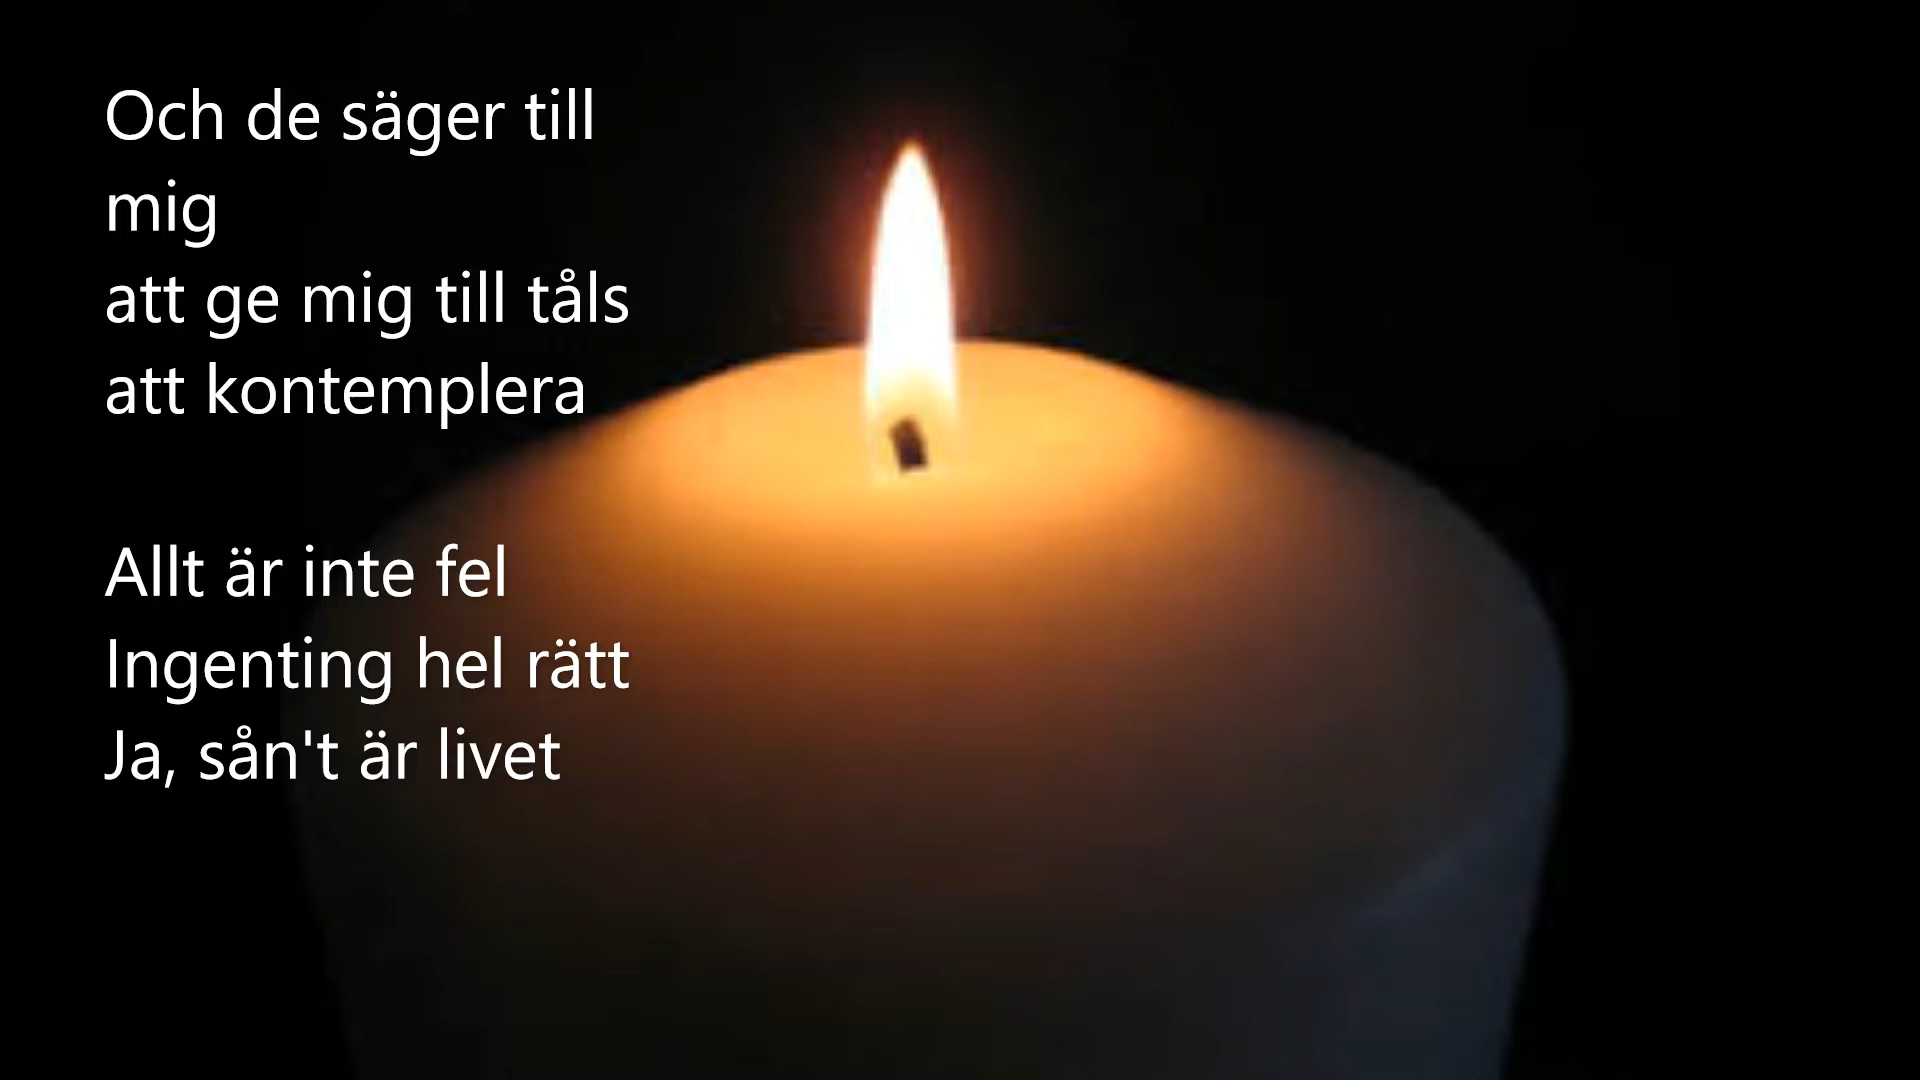 Och de säger till
mig
att ge mig till tåls
att kontemplera
Allt är inte fel
Ingenting hel rätt
Ja, sån't är livet